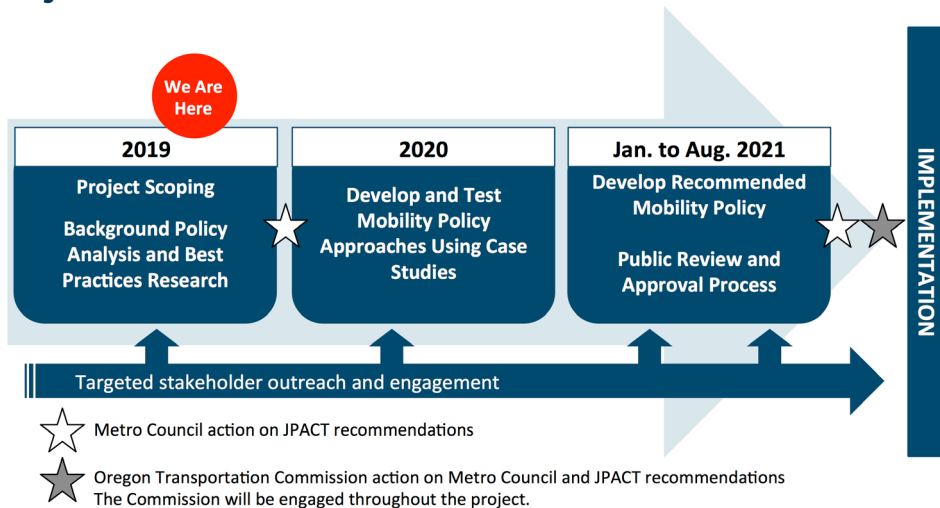 We Are
Here
2019
Project Scoping
Background Policy
Analysis and Best
Practices Research
2020
Develop and Test
Mobility Policy
Approaches Using Case
Studies
Jan. to Aug. 2021
Develop Recommended
Mobility Policy
Public Review and
Approval Process
IMPLEMENTATION
Targeted stakeholder outreach and engagement
Metro Council action on JPACT recommendations
Oregon Transportation Commission action on Metro Council and JPACT recommendations
The Commission will be engaged throughout the project.